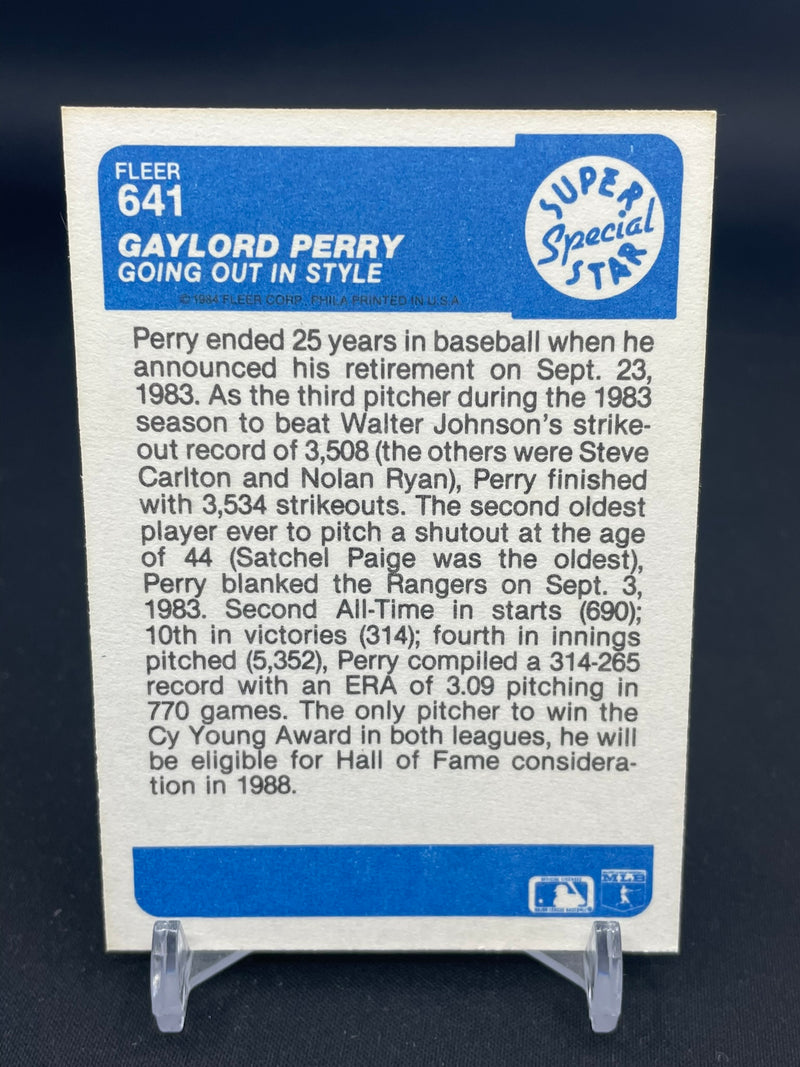 FLEER
641
GAYLORD PERRY
GOING OUT IN STYLE
© 1984 FLEER CORP., PHILA PRINTED IN U.S.A.
SUPER
Special
STAR
Perry ended 25 years in baseball when he
announced his retirement on Sept. 23,
1983. As the third pitcher during the 1983
season to beat Walter Johnson's strike-
out record of 3,508 (the others were Steve
Carlton and Nolan Ryan), Perry finished
with 3,534 strikeouts. The second oldest
player ever to pitch a shutout at the age
of 44 (Satchel Paige was the oldest),
Perry blanked the Rangers on Sept. 3,
1983. Second All-Time in starts (690);
10th in victories (314); fourth in innings
pitched (5,352), Perry compiled a 314-265
record with an ERA of 3.09 pitching in
770 games. The only pitcher to win the
Cy Young Award in both leagues, he will
be eligible for Hall of Fame considera-
tion in 1988.
OFFICIAL LICENSEE
MAJOR LEAGUE BASEBALL
MLB